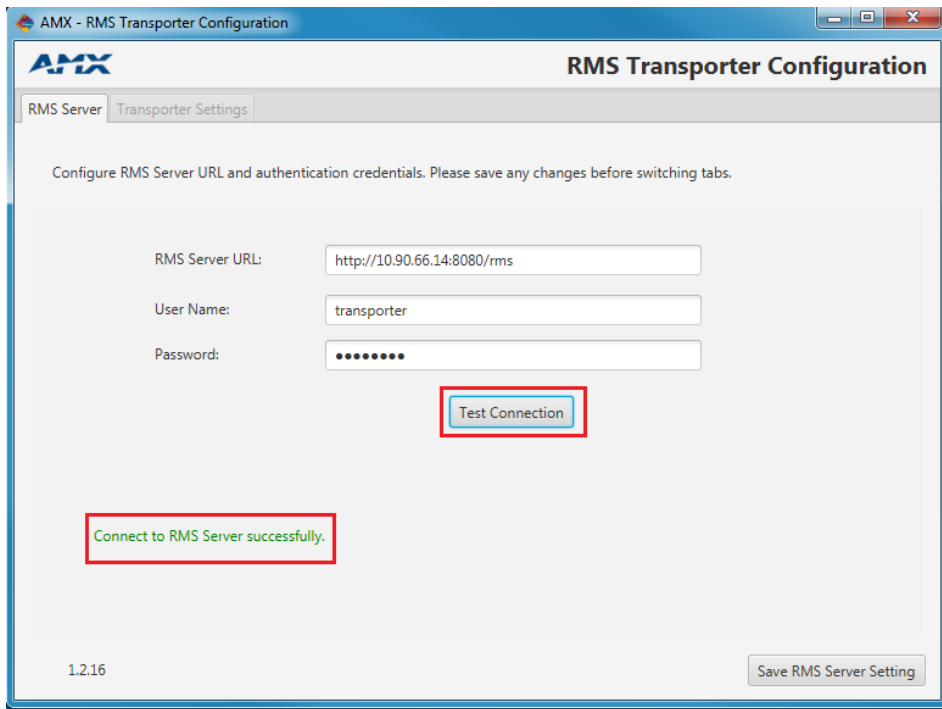 AMX - RMS Transporter Configuration
AMX
RMS Transporter Configuration
RMS Server Transporter Settings
Configure RMS Server URL and authentication credentials. Please save any changes before switching tabs.
RMS Server URL: http://10.90.66.14:8080/rms
User Name: transporter
Password: ••••••••
Test Connection
Connect to RMS Server successfully.
1.2.16
Save RMS Server Setting